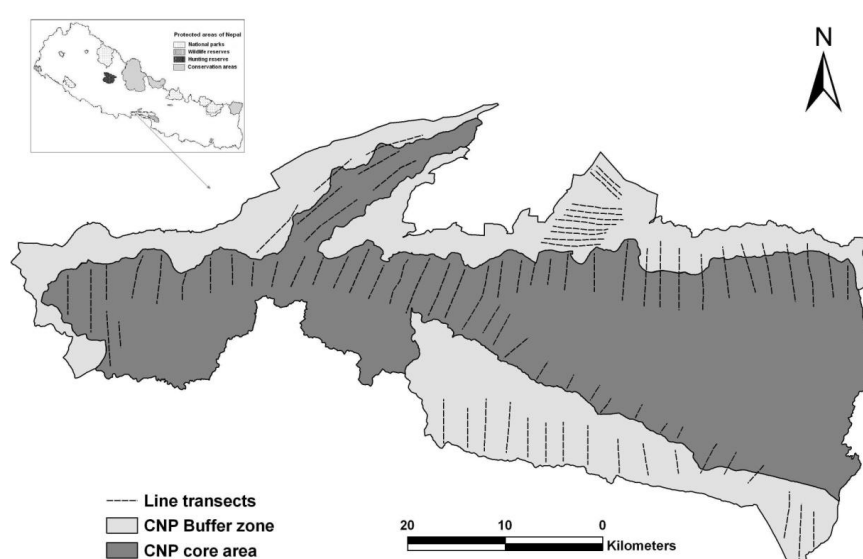 Protected areas of Nepal
National parks
Wildlife reserves
Hunting reserve
Conservation areas
N
Line transects
CNP Buffer zone
CNP core area
20 10 0
Kilometers